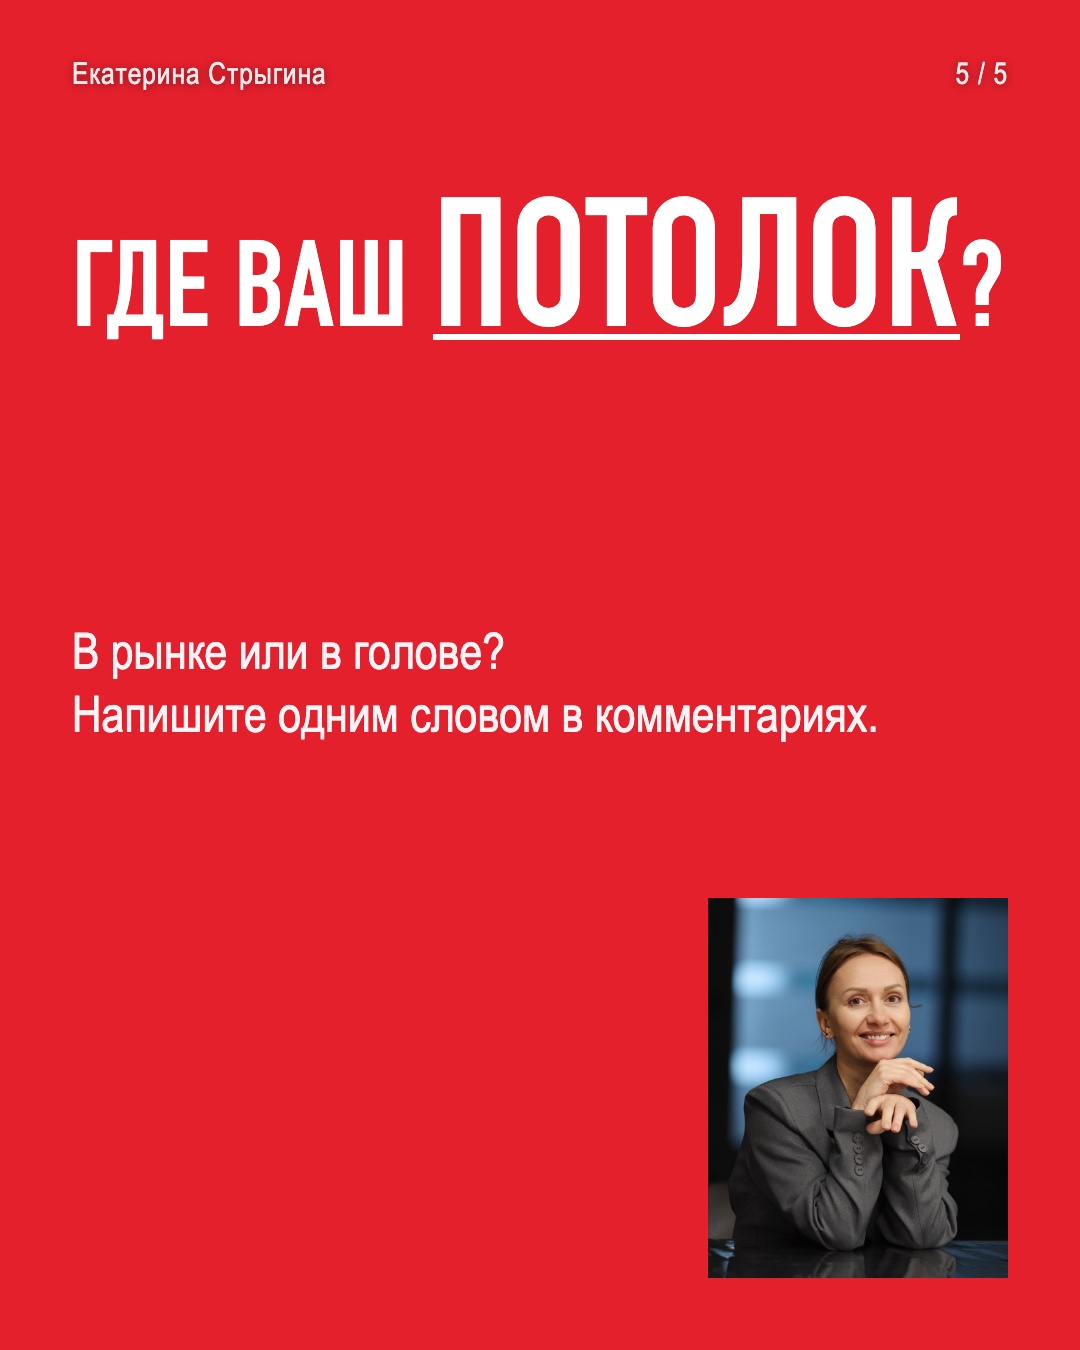 Екатерина Стрыгина
5 / 5
ГДЕ ВАШ ПОТОЛОК?
В рынке или в голове?
Напишите одним словом в комментариях.